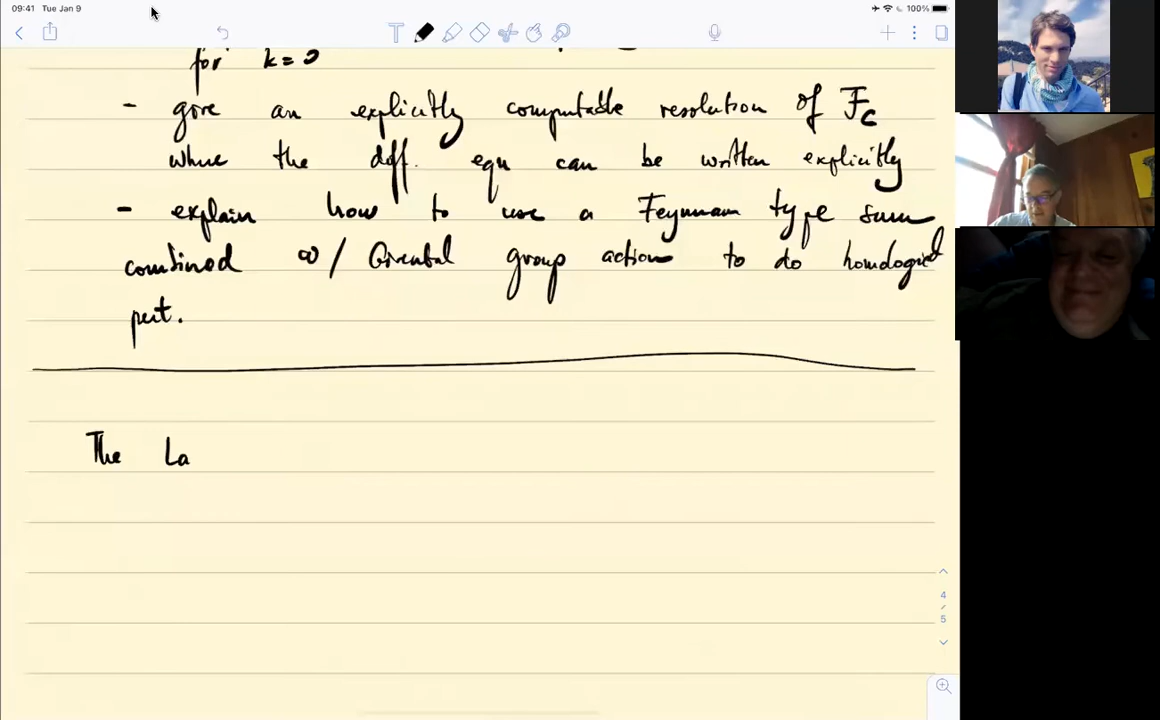 09:41 Tue Jan 9
100%
for k=0
- give an explicitly computable resolution of F_C
where the diff. equ can be written explicitly
- explain how to use a Feynman type sum
combined w/ Givental group action to do homological
pert.
The La
4
/
5